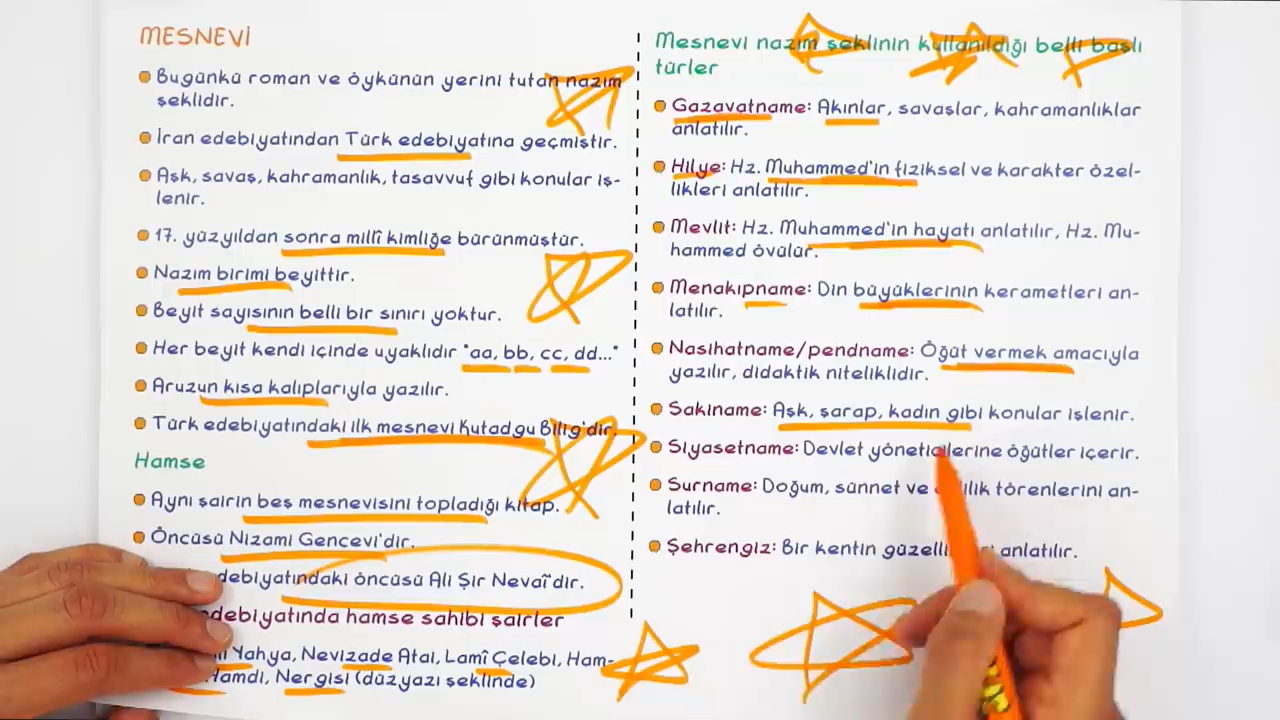 MESNEVİ
Bugünkü roman ve öykünün yerini tutan nazım
şeklidir.
İran edebiyatından Türk edebiyatına geçmiştir.
Aşk, savaş, kahramanlık, tasavvuf gibi konular iş-
lenir.
17. yüzyıldan sonra millî kimliğe bürünmüştür.
Nazım birimi beyittir.
Beyit sayısının belli bir sınırı yoktur.
Her beyit kendi içinde uyaklıdır "aa, bb, cc, dd..."
Aruzun kısa kalıplarıyla yazılır.
Türk edebiyatındaki ilk mesnevi Kutadgu Bilig'dir.
Hamse
Aynı şairin beş mesnevisini topladığı kitap.
Öncüsü Nizami Gencevi'dir.
debiyatındaki öncüsü Ali Şir Nevaî'dir.
debiyatında hamse sahibi şairler
Yahya, Nevizade Atai, Lamî Çelebi, Ham-
Hamdi, Nergisi (düzyazı şeklinde)
Mesnevi nazım şeklinin kullanıldığı belli başlı
türler
Gazavatname: Akınlar, savaşlar, kahramanlıklar
anlatılır.
Hilye: Hz. Muhammed'in fiziksel ve karakter özel-
likleri anlatılır.
Mevlit: Hz. Muhammed'in hayatı anlatılır, Hz. Mu-
hammed övülür.
Menakıpname: Din büyüklerinin kerametleri an-
latılır.
Nasihatname/pendname: Öğüt vermek amacıyla
yazılır, didaktik niteliklidir.
Sakiname: Aşk, şarap, kadın gibi konular işlenir.
Siyasetname: Devlet yöneticilerine öğütler içerir.
Surname: Doğum, sünnet ve lilik törenlerini an-
latılır.
Şehrengiz: Bir kentin güzelli anlatılır.